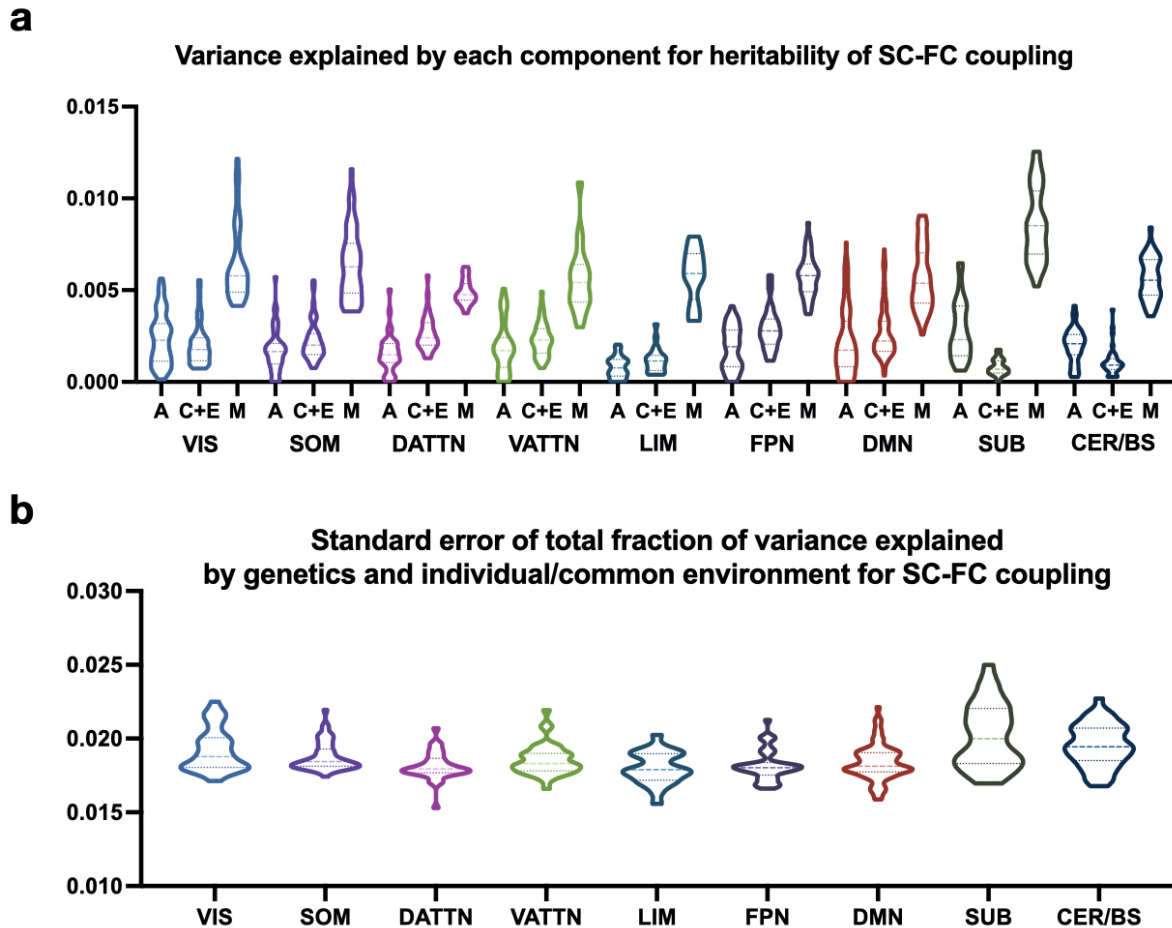 a
Variance explained by each component for heritability of SC-FC coupling
0.015
0.010
0.005
0.000
A C+E M A C+E M A C+E M A C+E M A C+E M A C+E M A C+E M A C+E M A C+E M
VIS SOM DATTN VATTN LIM FPN DMN SUB CER/BS
b
Standard error of total fraction of variance explained
by genetics and individual/common environment for SC-FC coupling
0.030
0.025
0.020
0.015
0.010
VIS SOM DATTN VATTN LIM FPN DMN SUB CER/BS